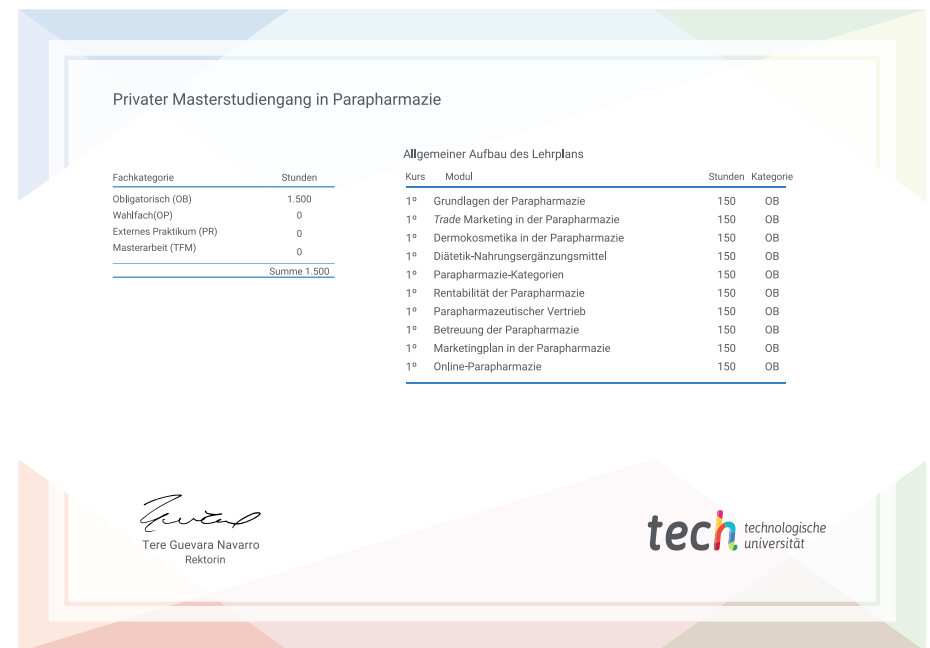 Privater Masterstudiengang in Parapharmazie
Fachkategorie Stunden
Obligatorisch (OB) 1.500
Wahlfach(OP) 0
Externes Praktikum (PR) 0
Masterarbeit (TFM) 0
Summe 1.500
Allgemeiner Aufbau des Lehrplans
Kurs Modul Stunden Kategorie
1º Grundlagen der Parapharmazie 150 OB
1º Trade Marketing in der Parapharmazie 150 OB
1º Dermokosmetika in der Parapharmazie 150 OB
1º Diätetik-Nahrungsergänzungsmittel 150 OB
1º Parapharmazie-Kategorien 150 OB
1º Rentabilität der Parapharmazie 150 OB
1º Parapharmazeutischer Vertrieb 150 OB
1º Betreuung der Parapharmazie 150 OB
1º Marketingplan in der Parapharmazie 150 OB
1º Online-Parapharmazie 150 OB
Tere Guevara Navarro
Rektorin
tech technologische
universität